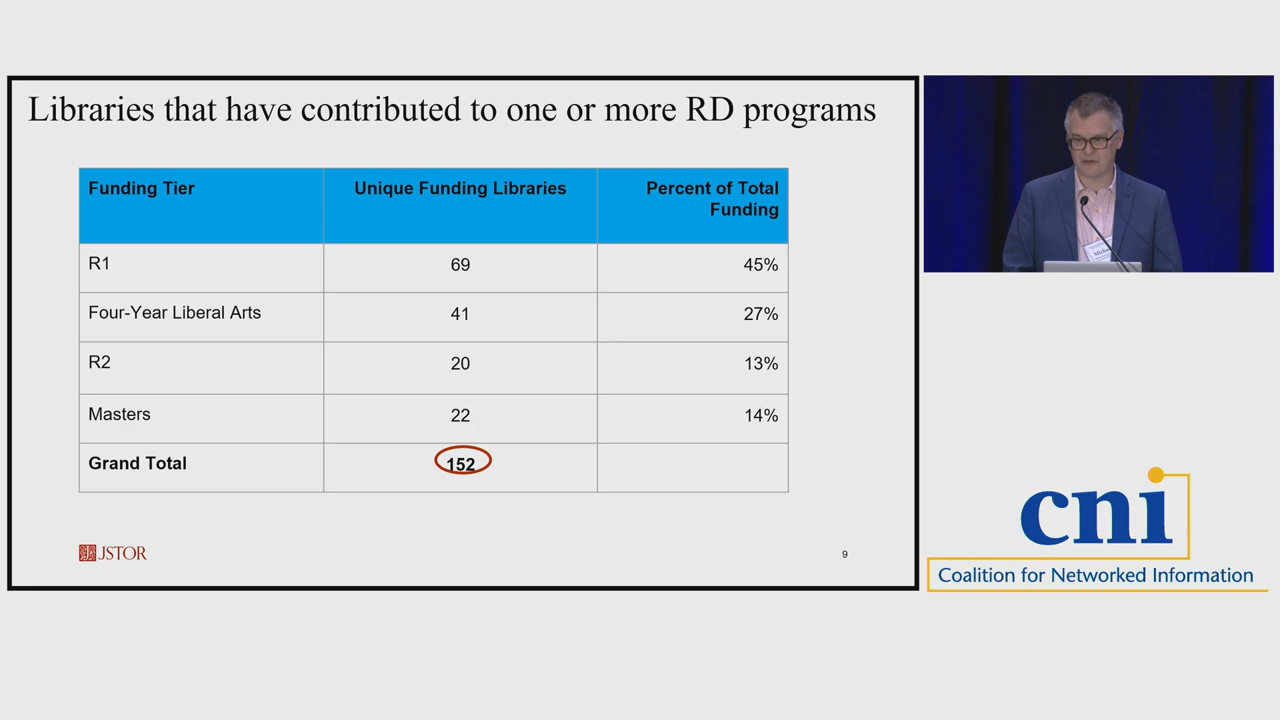 Libraries that have contributed to one or more RD programs
Funding Tier
Unique Funding Libraries
Percent of Total
Funding
R1
69
45%
Four-Year Liberal Arts
41
27%
R2
20
13%
Masters
22
14%
Grand Total
152
JSTOR
9
cni
Coalition for Networked Information